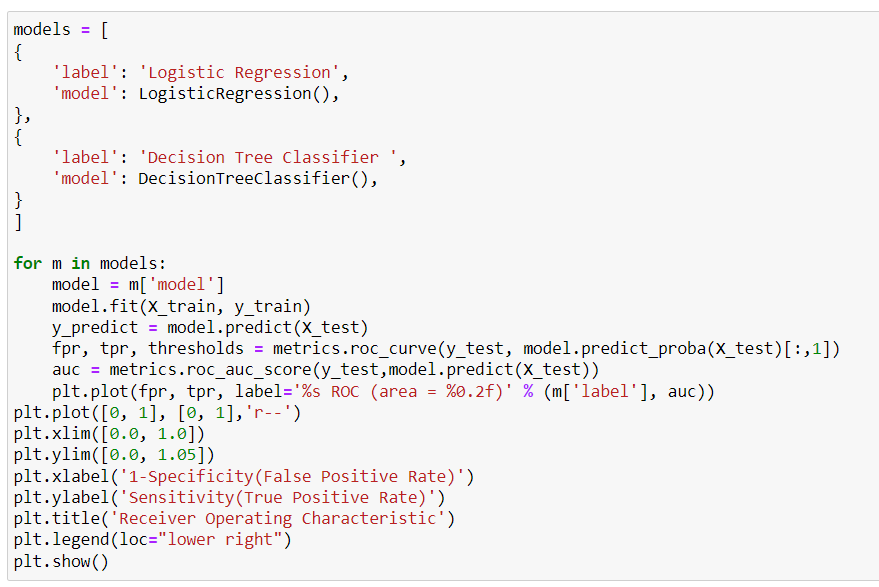 models = [
{
    'label': 'Logistic Regression',
    'model': LogisticRegression(),
},
{
    'label': 'Decision Tree Classifier ',
    'model': DecisionTreeClassifier(),
}
]

for m in models:
    model = m['model']
    model.fit(X_train, y_train)
    y_predict = model.predict(X_test)
    fpr, tpr, thresholds = metrics.roc_curve(y_test, model.predict_proba(X_test)[:,1])
    auc = metrics.roc_auc_score(y_test,model.predict(X_test))
    plt.plot(fpr, tpr, label='%s ROC (area = %0.2f)' % (m['label'], auc))
plt.plot([0, 1], [0, 1],'r--')
plt.xlim([0.0, 1.0])
plt.ylim([0.0, 1.05])
plt.xlabel('1-Specificity(False Positive Rate)')
plt.ylabel('Sensitivity(True Positive Rate)')
plt.title('Receiver Operating Characteristic')
plt.legend(loc="lower right")
plt.show()